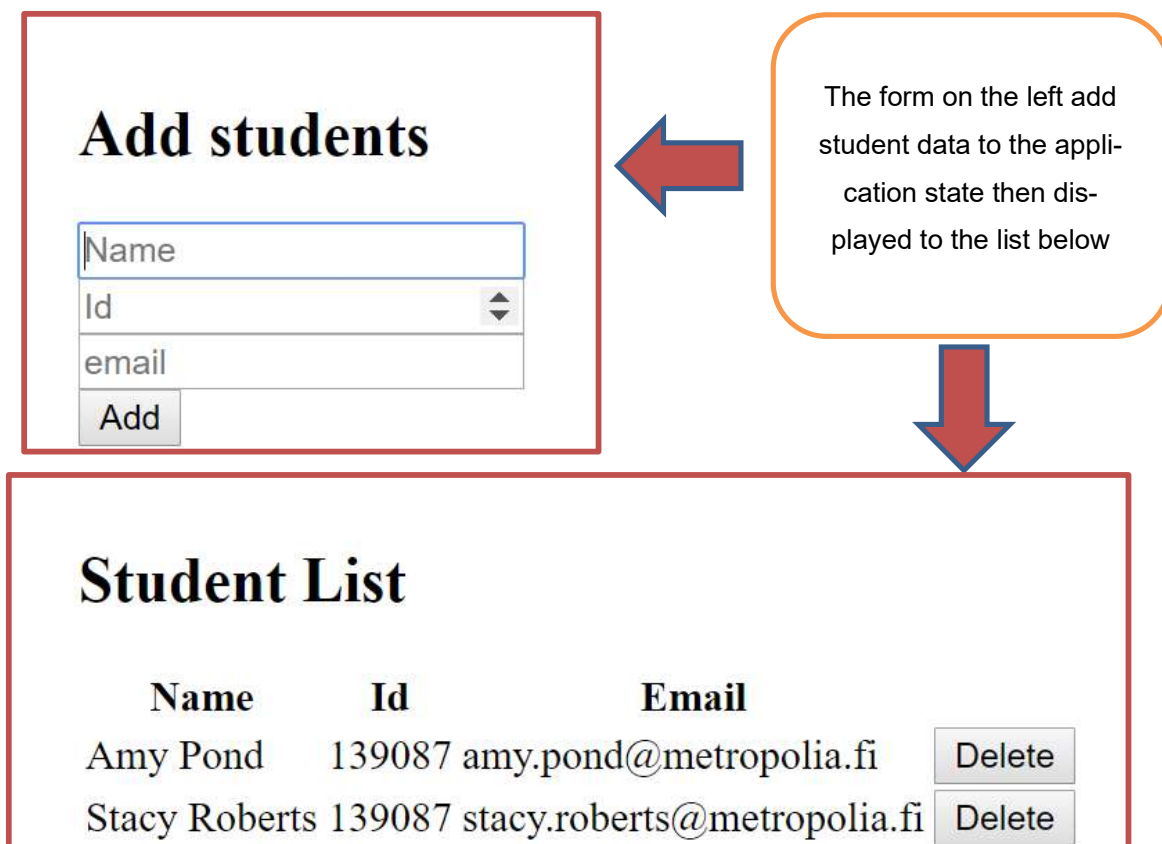 Add students
Name
Id
email
Add
The form on the left add
student data to the appli-
cation state then dis-
played to the list below
Student List
Name Id Email
Amy Pond 139087 amy.pond@metropolia.fi Delete
Stacy Roberts 139087 stacy.roberts@metropolia.fi Delete